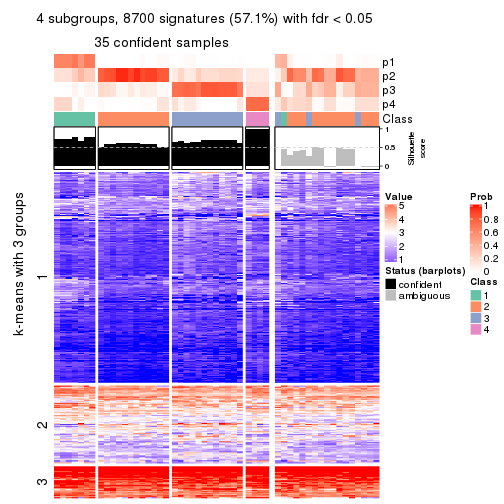 4 subgroups, 8700 signatures (57.1%) with fdr < 0.05
35 confident samples
p1
p2
p3
p4
Class
1
0.5
0
Silhouette
score
k-means with 3 groups
1
2
3
Value
5
4
3
2
1
Status (barplots)
confident
ambiguous
Prob
1
0.8
0.6
0.4
0.2
0
Class
1
2
3
4